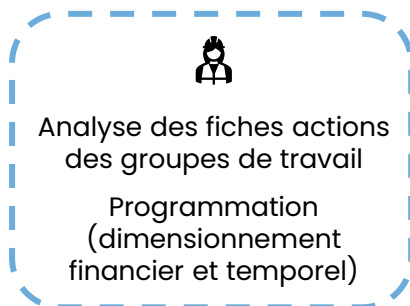 Analyse des fiches actions
des groupes de travail
Programmation
(dimensionnement
financier et temporel)